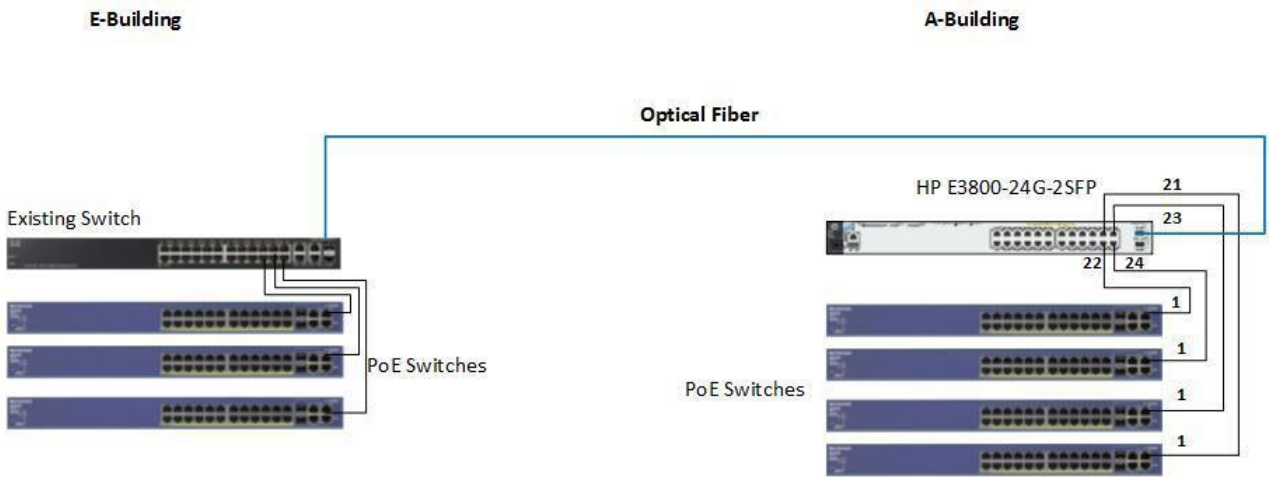 E-Building
A-Building
Optical Fiber
HP E3800-24G-2SFP
21
Existing Switch
23
22
24
1
1
PoE Switches
PoE Switches
1
1